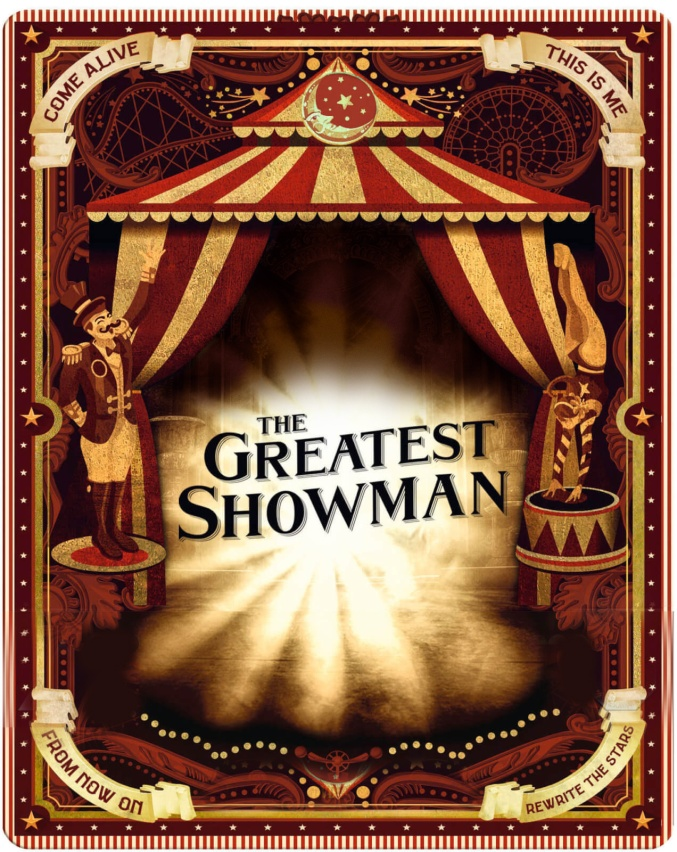 COME ALIVE
THIS IS ME
THE
GREATEST
SHOWMAN
FROM NOW ON
REWRITE THE STARS